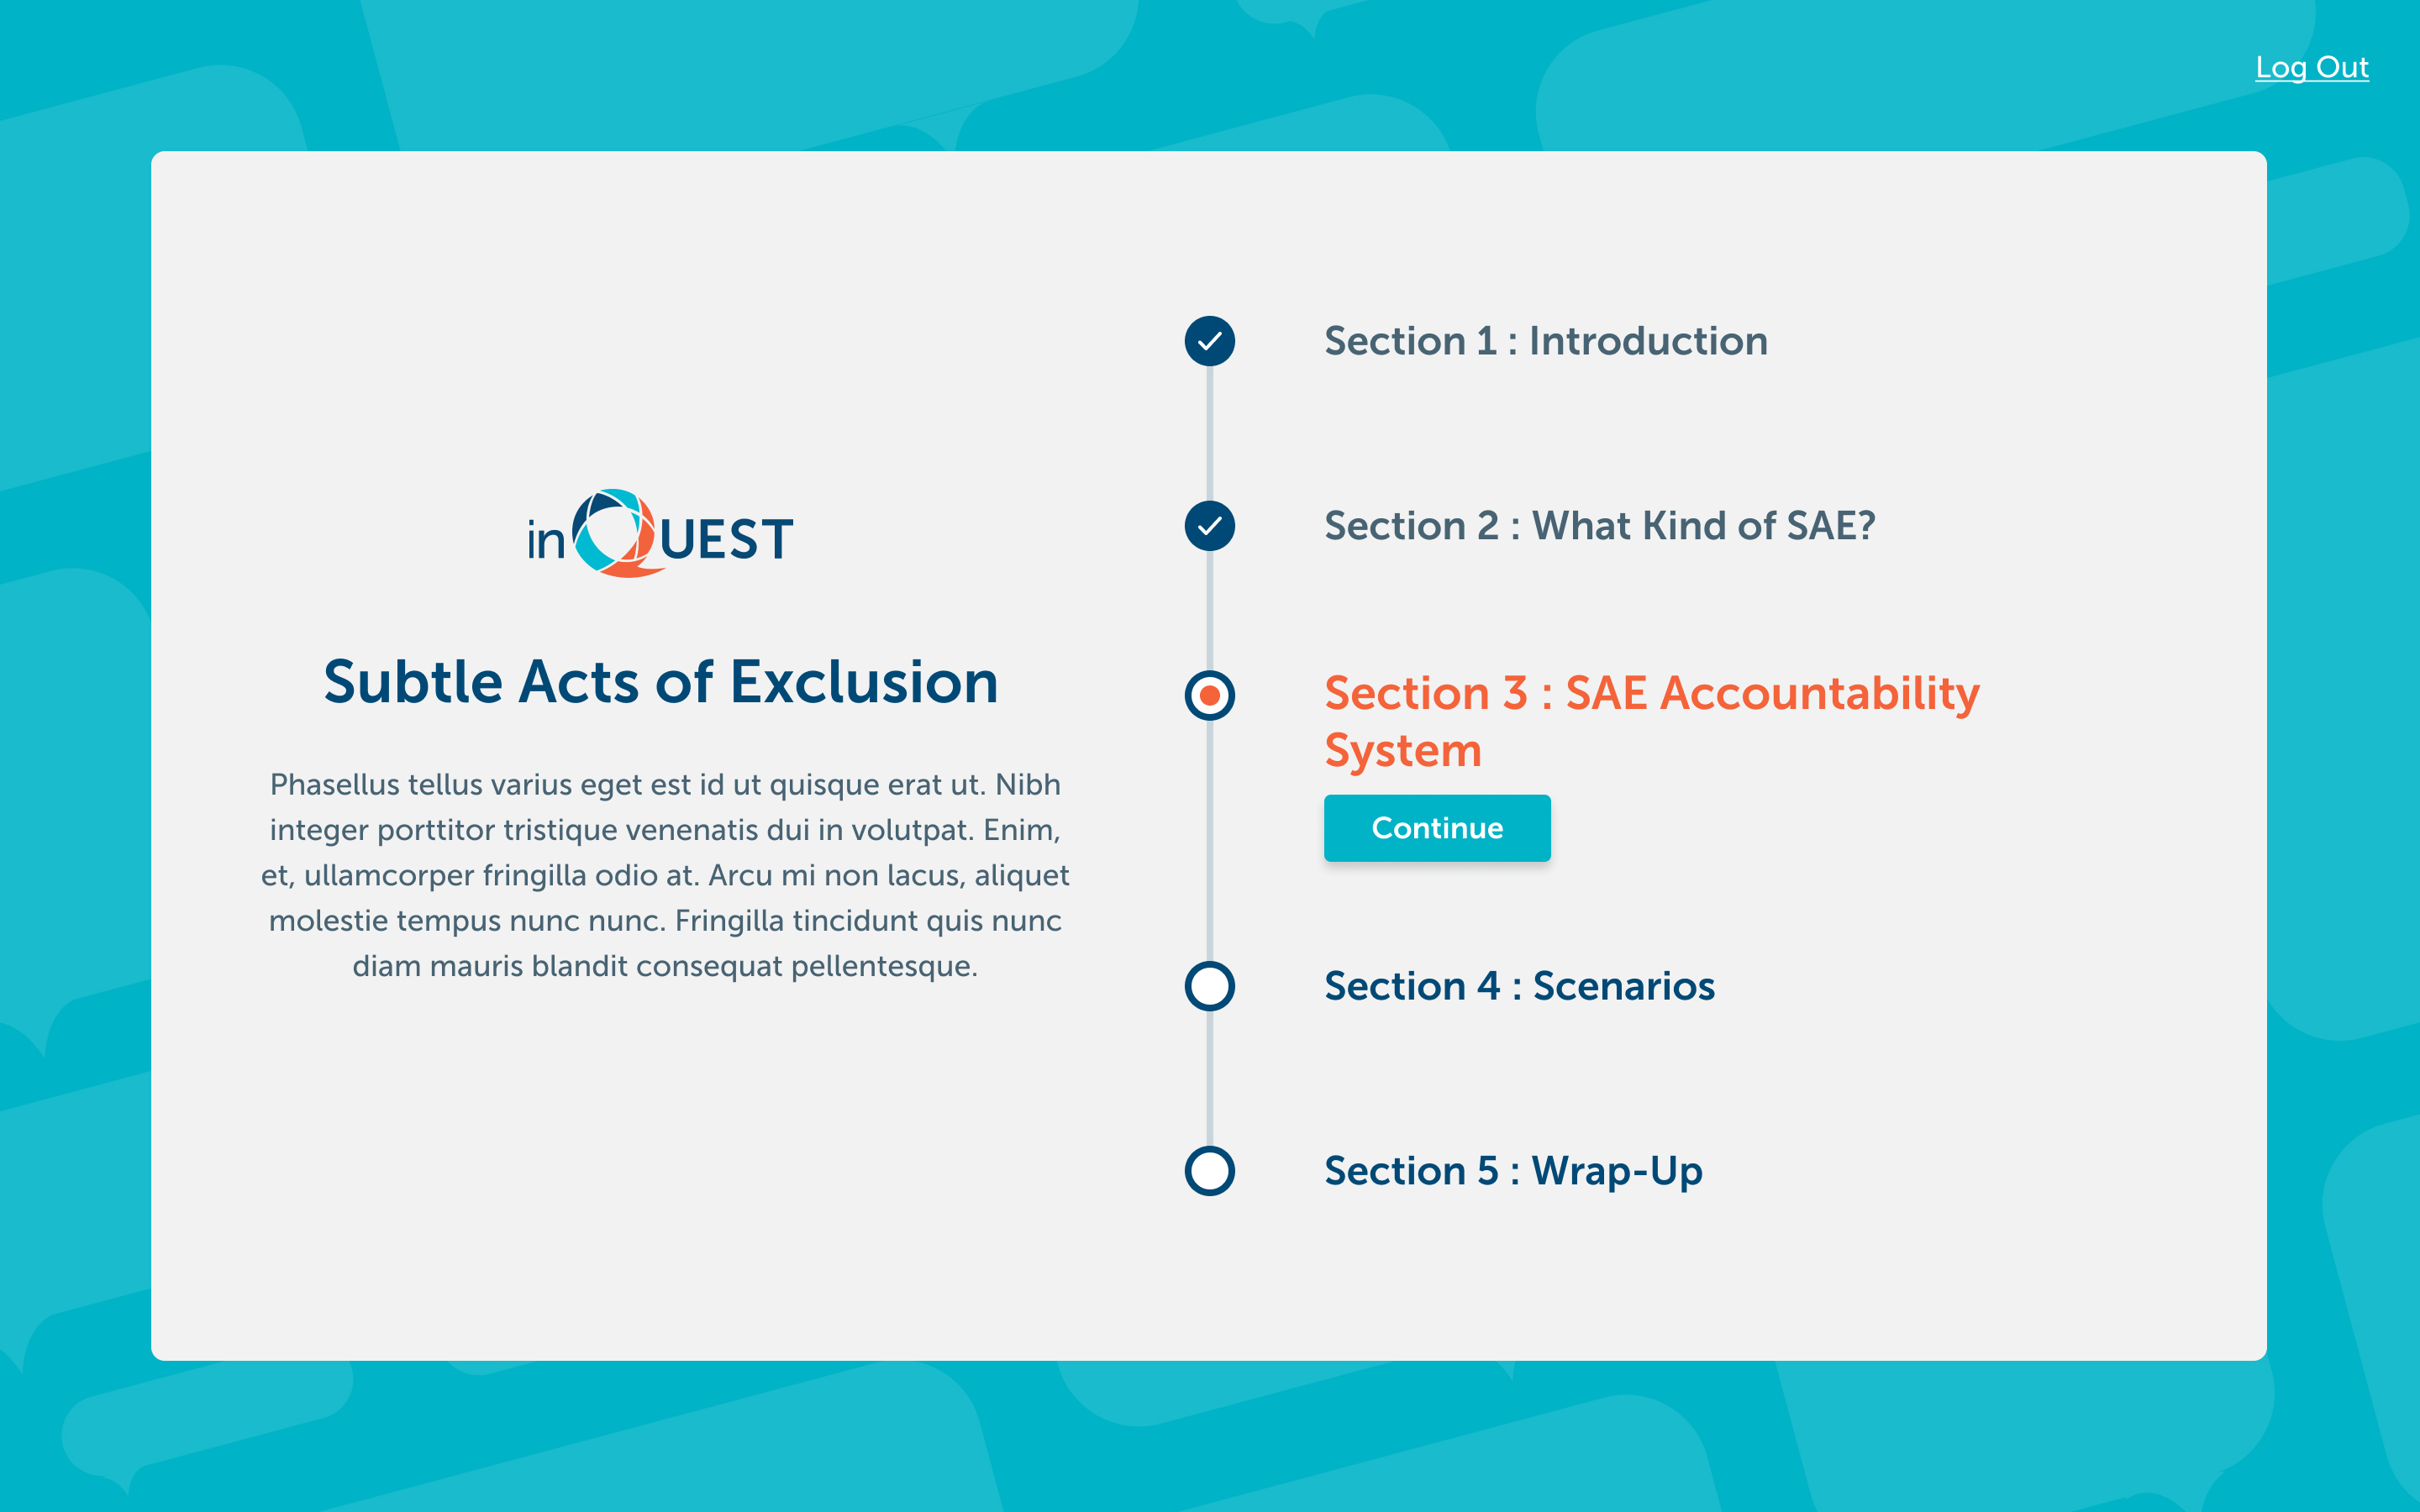 Log Out
inQUEST
Subtle Acts of Exclusion
Phasellus tellus varius eget est id ut quisque erat ut. Nibh
integer porttitor tristique venenatis dui in volutpat. Enim,
et, ullamcorper fringilla odio at. Arcu mi non lacus, aliquet
molestie tempus nunc nunc. Fringilla tincidunt quis nunc
diam mauris blandit consequat pellentesque.
Section 1 : Introduction
Section 2 : What Kind of SAE?
Section 3 : SAE Accountability
System
Continue
Section 4 : Scenarios
Section 5 : Wrap-Up